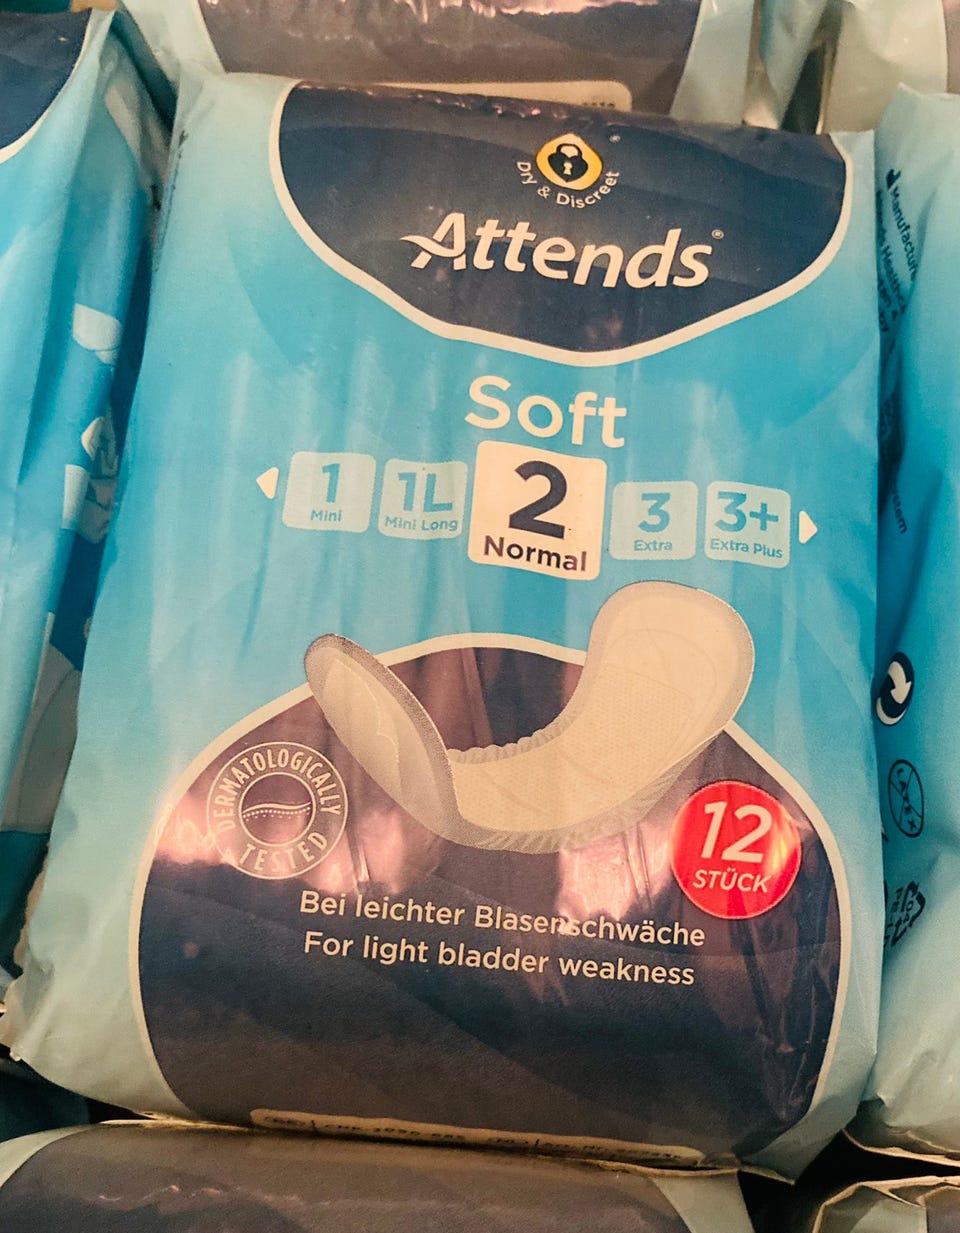 Dry & Discreet
Attends®
Soft
1
Mini
1L
Mini Long
2
Normal
3
Extra
3+
Extra Plus
DERMATOLOGICALLY
TESTED
12
STÜCK
Bei leichter Blasenschwäche
For light bladder weakness
LATEX